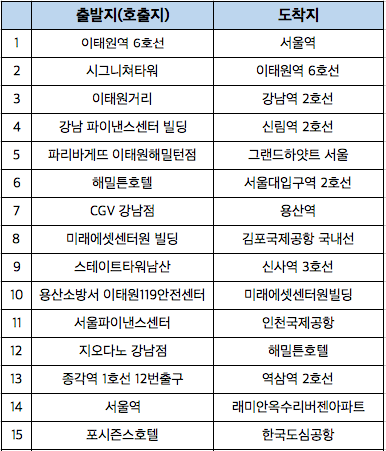 출발지(호출지) 도착지
1 이태원역 6호선 서울역
2 시그니쳐타워 이태원역 6호선
3 이태원거리 강남역 2호선
4 강남 파이낸스센터 빌딩 신림역 2호선
5 파리바게뜨 이태원해밀턴점 그랜드하얏트 서울
6 해밀튼호텔 서울대입구역 2호선
7 CGV 강남점 용산역
8 미래에셋센터원 빌딩 김포국제공항 국내선
9 스테이트타워남산 신사역 3호선
10 용산소방서 이태원119안전센터 미래에셋센터원빌딩
11 서울파이낸스센터 인천국제공항
12 지오다노 강남점 해밀튼호텔
13 종각역 1호선 12번출구 역삼역 2호선
14 서울역 래미안옥수리버젠아파트
15 포시즌스호텔 한국도심공항